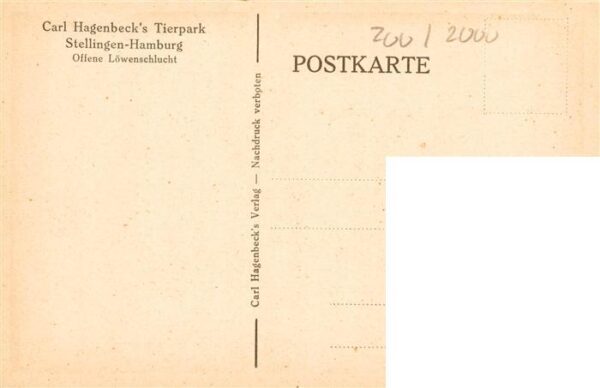 Carl Hagenbeck's Tierpark
Stellingen-Hamburg
Offene Löwenschlucht
Carl Hagenbeck's Verlag — Nachdruck verboten
200 / 2000
POSTKARTE